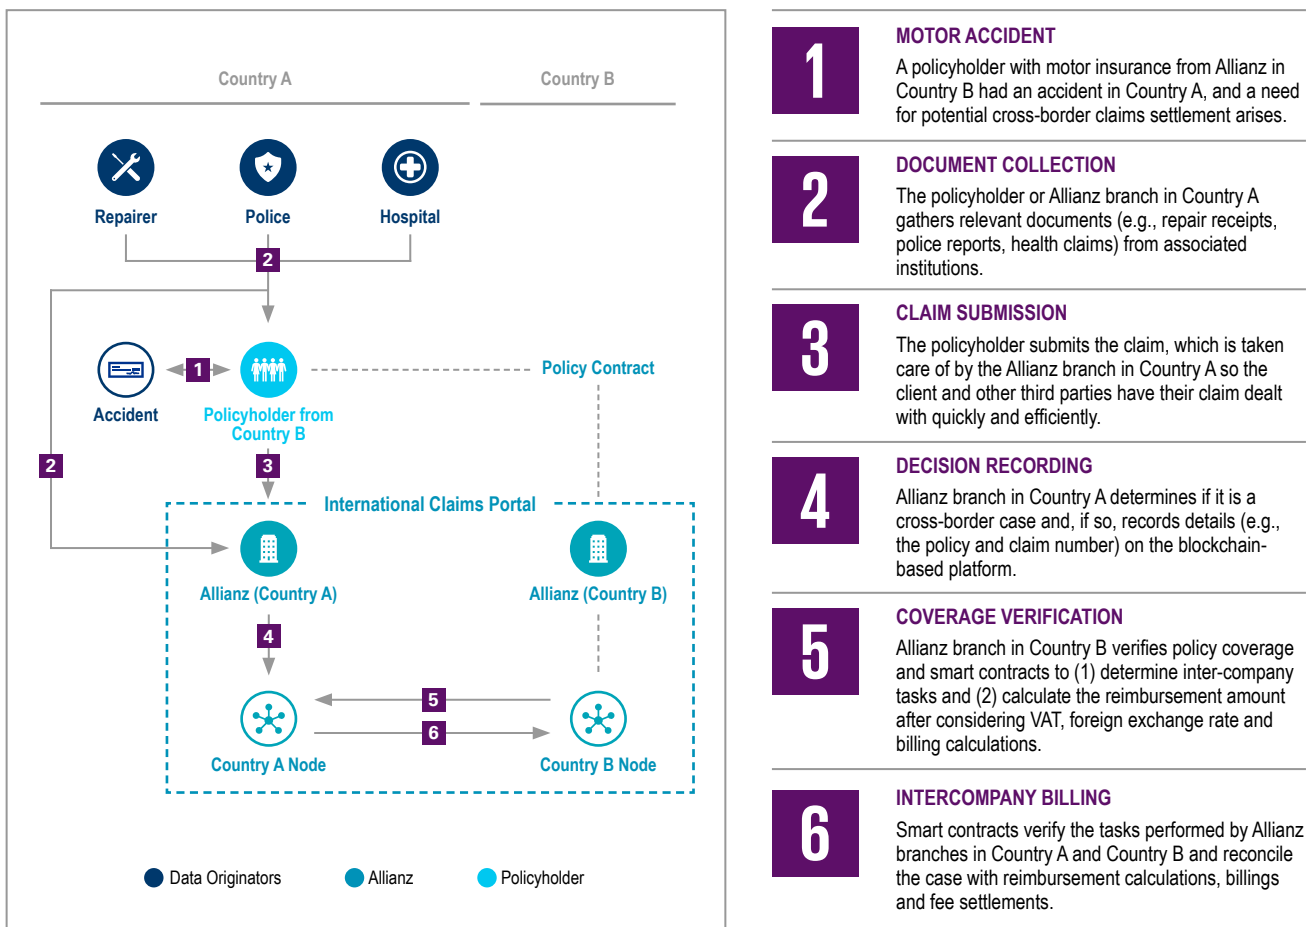 Country A
Country B
Repairer
Police
Hospital
2
1
Accident
Policyholder from
Country B
Policy Contract
2
3
International Claims Portal
Allianz (Country A)
Allianz (Country B)
4
5
6
Country A Node
Country B Node
Data Originators
Allianz
Policyholder
1
MOTOR ACCIDENT
A policyholder with motor insurance from Allianz in
Country B had an accident in Country A, and a need
for potential cross-border claims settlement arises.
2
DOCUMENT COLLECTION
The policyholder or Allianz branch in Country A
gathers relevant documents (e.g., repair receipts,
police reports, health claims) from associated
institutions.
3
CLAIM SUBMISSION
The policyholder submits the claim, which is taken
care of by the Allianz branch in Country A so the
client and other third parties have their claim dealt
with quickly and efficiently.
4
DECISION RECORDING
Allianz branch in Country A determines if it is a
cross-border case and, if so, records details (e.g.,
the policy and claim number) on the blockchain-
based platform.
5
COVERAGE VERIFICATION
Allianz branch in Country B verifies policy coverage
and smart contracts to (1) determine inter-company
tasks and (2) calculate the reimbursement amount
after considering VAT, foreign exchange rate and
billing calculations.
6
INTERCOMPANY BILLING
Smart contracts verify the tasks performed by Allianz
branches in Country A and Country B and reconcile
the case with reimbursement calculations, billings
and fee settlements.